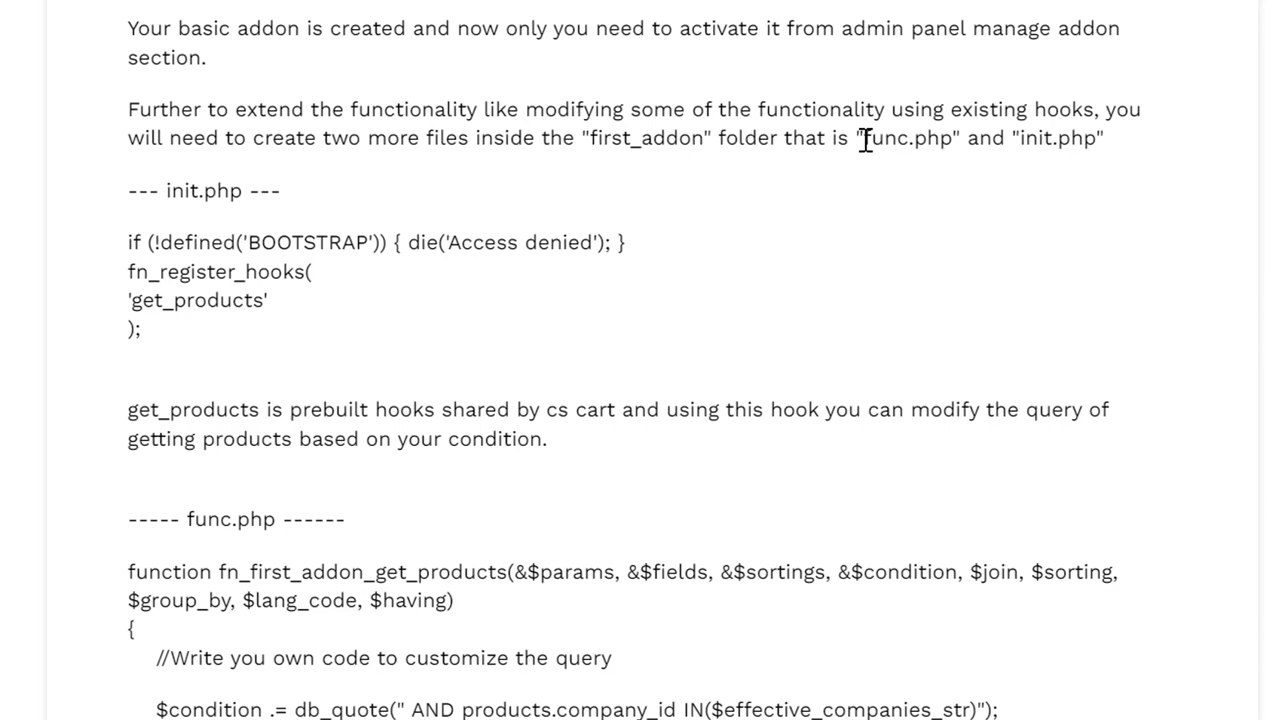 Your basic addon is created and now only you need to activate it from admin panel manage addon
section.
Further to extend the functionality like modifying some of the functionality using existing hooks, you
will need to create two more files inside the "first_addon" folder that is "func.php" and "init.php"
--- init.php ---
if (!defined('BOOTSTRAP')) { die('Access denied'); }
fn_register_hooks(
'get_products'
);
get_products is prebuilt hooks shared by cs cart and using this hook you can modify the query of
getting products based on your condition.
----- func.php ------
function fn_first_addon_get_products(&$params, &$fields, &$sortings, &$condition, $join, $sorting,
$group_by, $lang_code, $having)
{
//Write you own code to customize the query
$condition .= db_quote(" AND products.company_id IN($effective_companies_str)");